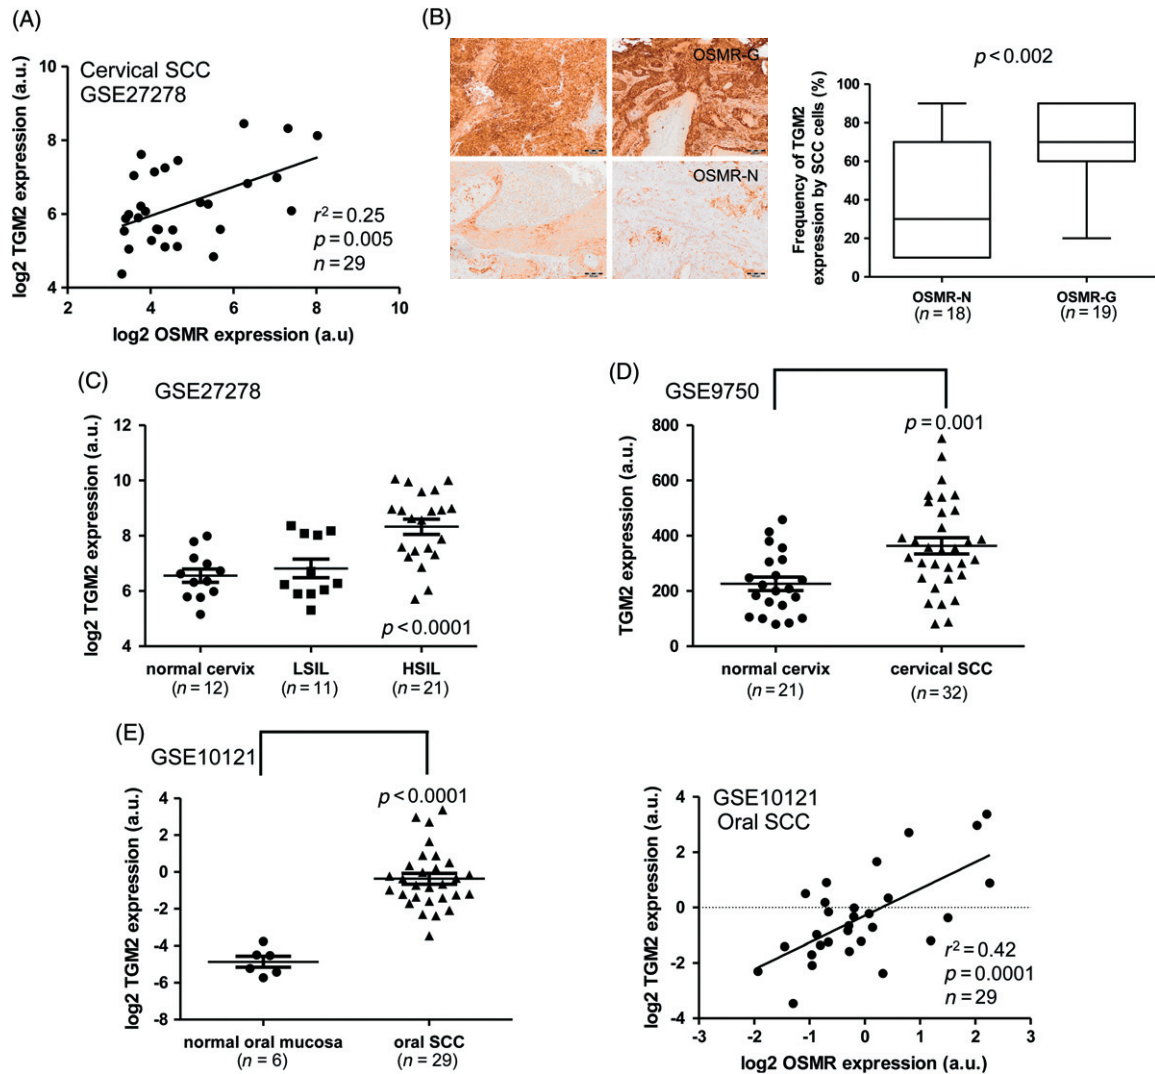 (A)
Cervical SCC
GSE27278
log2 TGM2 expression (a.u.)
10
8
6
4
r² = 0.25
p = 0.005
n = 29
2 4 6 8 10
log2 OSMR expression (a.u)
(B)
OSMR-G
OSMR-N
p < 0.002
Frequency of TGM2
expression by SCC cells (%)
100
80
60
40
20
0
OSMR-N OSMR-G
(n = 18) (n = 19)
(C)
GSE27278
log2 TGM2 expression (a.u.)
12
10
8
6
4
p < 0.0001
normal cervix LSIL HSIL
(n = 12) (n = 11) (n = 21)
(D)
GSE9750
p = 0.001
TGM2 expression (a.u.)
800
600
400
200
0
normal cervix cervical SCC
(n = 21) (n = 32)
(E)
GSE10121
p < 0.0001
log2 TGM2 expression (a.u.)
4
2
0
-2
-4
-6
-8
normal oral mucosa oral SCC
(n = 6) (n = 29)
GSE10121
Oral SCC
log2 TGM2 expression (a.u.)
4
2
0
-2
-4
r² = 0.42
p = 0.0001
n = 29
-3 -2 -1 0 1 2 3
log2 OSMR expression (a.u.)